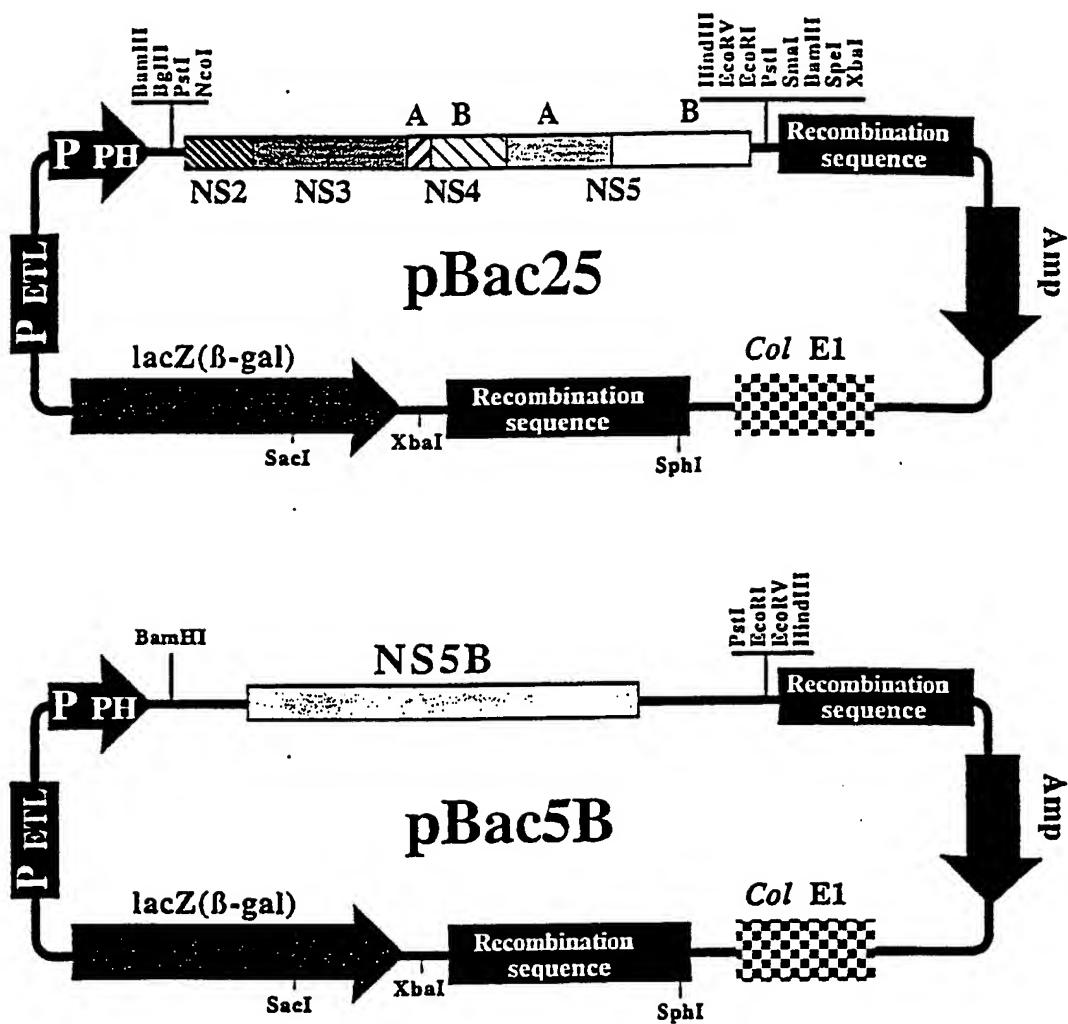 BamHI
BglII
PstI
NcoI
HindIII
EcoRV
EcoRI
PstI
SmaI
BamHI
SpeI
XbaI
A B A B
P PH
Recombination
sequence
NS2 NS3 NS4 NS5
P ETL
pBac25
Amp
lacZ(ß-gal)
Col E1
Recombination
sequence
SacI
XbaI
SphI
BamHI
PstI
EcoRI
EcoRV
HindIII
NS5B
P PH
Recombination
sequence
P ETL
pBac5B
Amp
lacZ(ß-gal)
Col E1
Recombination
sequence
SacI
XbaI
SphI